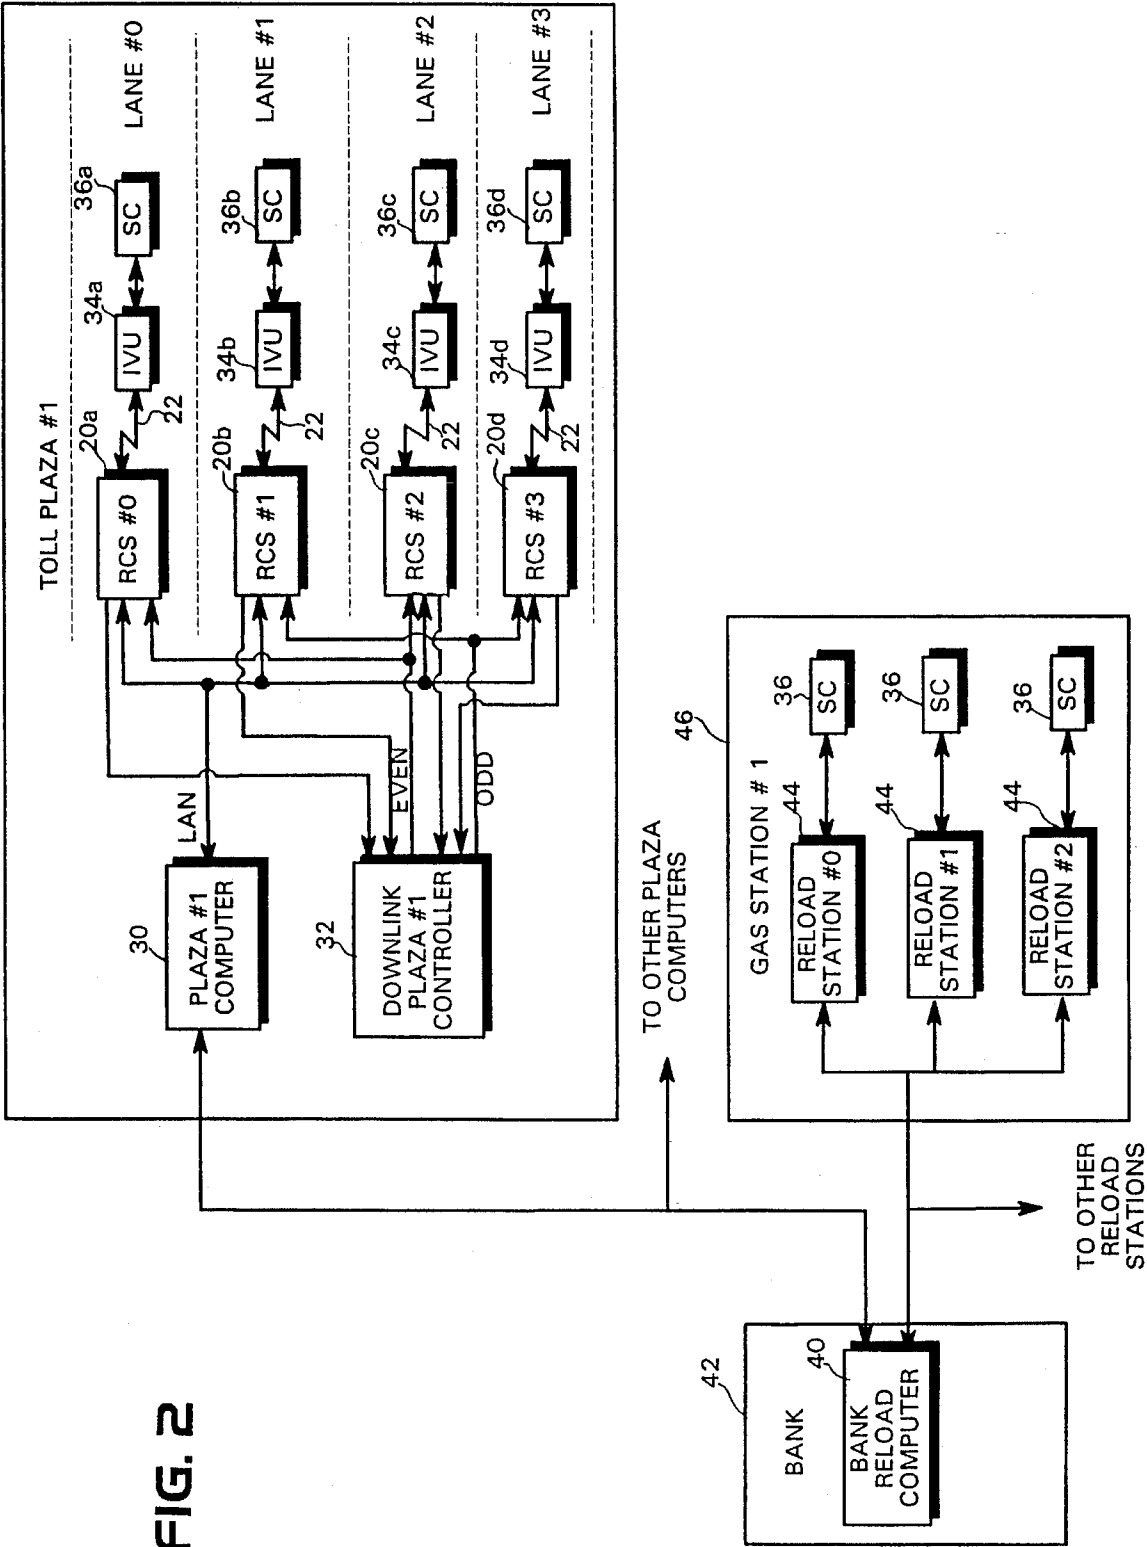 TOLL PLAZA #1
30
PLAZA #1
COMPUTER
LAN
32
DOWNLINK
PLAZA #1
CONTROLLER
EVEN
ODD
20a
RCS #0
22
34a
IVU
36a
SC
LANE #0
20b
RCS #1
22
34b
IVU
36b
SC
LANE #1
20c
RCS #2
22
34c
IVU
36c
SC
LANE #2
20d
RCS #3
22
34d
IVU
36d
SC
LANE #3
TO OTHER PLAZA
COMPUTERS
42
BANK
40
BANK
RELOAD
COMPUTER
46
GAS STATION # 1
44
RELOAD
STATION #0
36
SC
44
RELOAD
STATION #1
36
SC
44
RELOAD
STATION #2
36
SC
TO OTHER
RELOAD
STATIONS
FIG. 2